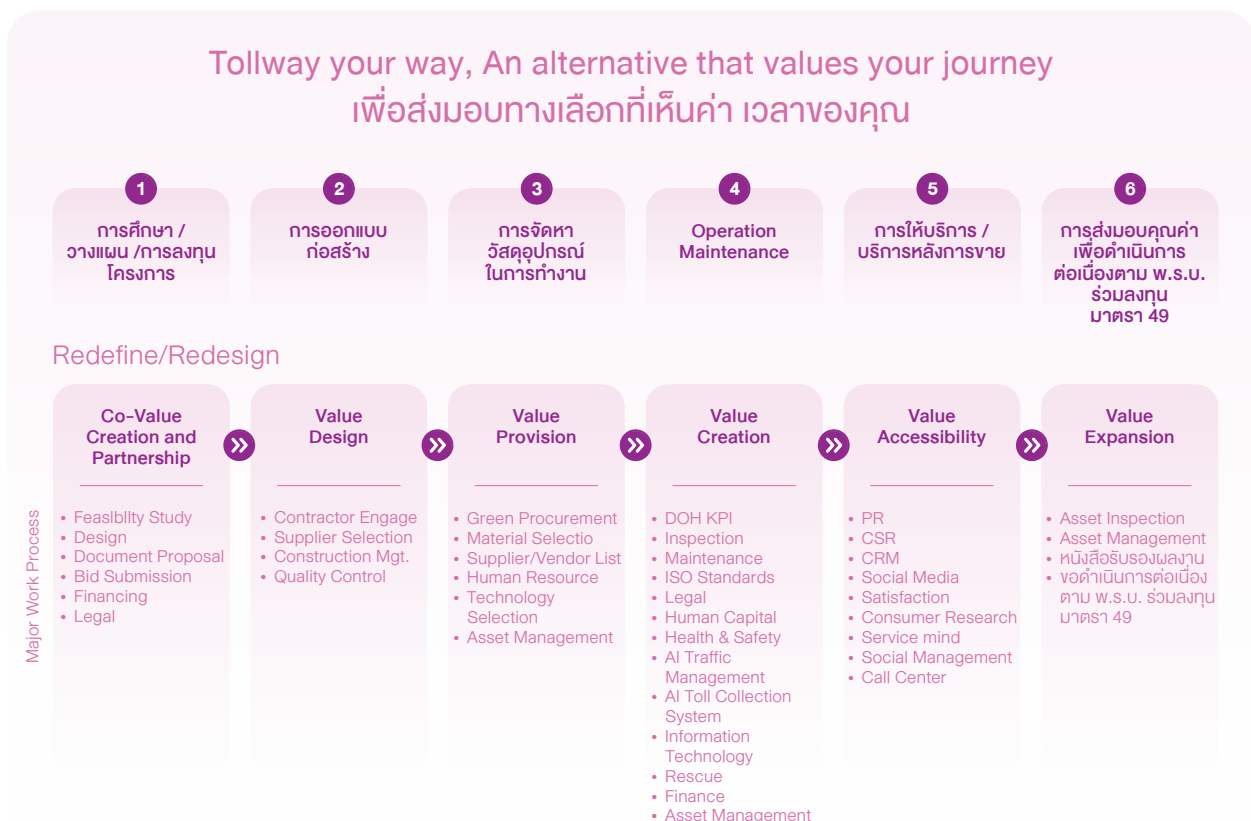 Tollway your way, An alternative that values your journey
เพื่อส่งมอบทางเลือกที่เห็นค่า เวลาของคุณ
1
การศึกษา /
วางแผน /การลงทุน
โครงการ
2
การออกแบบ
ก่อสร้าง
3
การจัดหา
วัสดุอุปกรณ์
ในการทำงาน
4
Operation
Maintenance
5
การให้บริการ /
บริการหลังการขาย
6
การส่งมอบคุณค่า
เพื่อดำเนินการ
ต่อเนื่องตาม พ.ร.บ.
ร่วมลงทุน
มาตรา 49
Redefine/Redesign
Major Work Process
Co-Value
Creation and
Partnership
• Feaslbllty Study
• Design
• Document Proposal
• Bid Submission
• Financing
• Legal
Value
Design
• Contractor Engage
• Supplier Selection
• Construction Mgt.
• Quality Control
Value
Provision
• Green Procurement
• Material Selectio
• Supplier/Vendor List
• Human Resource
• Technology
Selection
• Asset Management
Value
Creation
• DOH KPI
• Inspection
• Maintenance
• ISO Standards
• Legal
• Human Capital
• Health & Safety
• AI Traffic
Management
• AI Toll Collection
System
• Information
Technology
• Rescue
• Finance
• Asset Management
Value
Accessibility
• PR
• CSR
• CRM
• Social Media
• Satisfaction
• Consumer Research
• Service mind
• Social Management
• Call Center
Value
Expansion
• Asset Inspection
• Asset Management
• หนังสือรับรองผลงาน
• ขอดำเนินการต่อเนื่อง
ตาม พ.ร.บ. ร่วมลงทุน
มาตรา 49